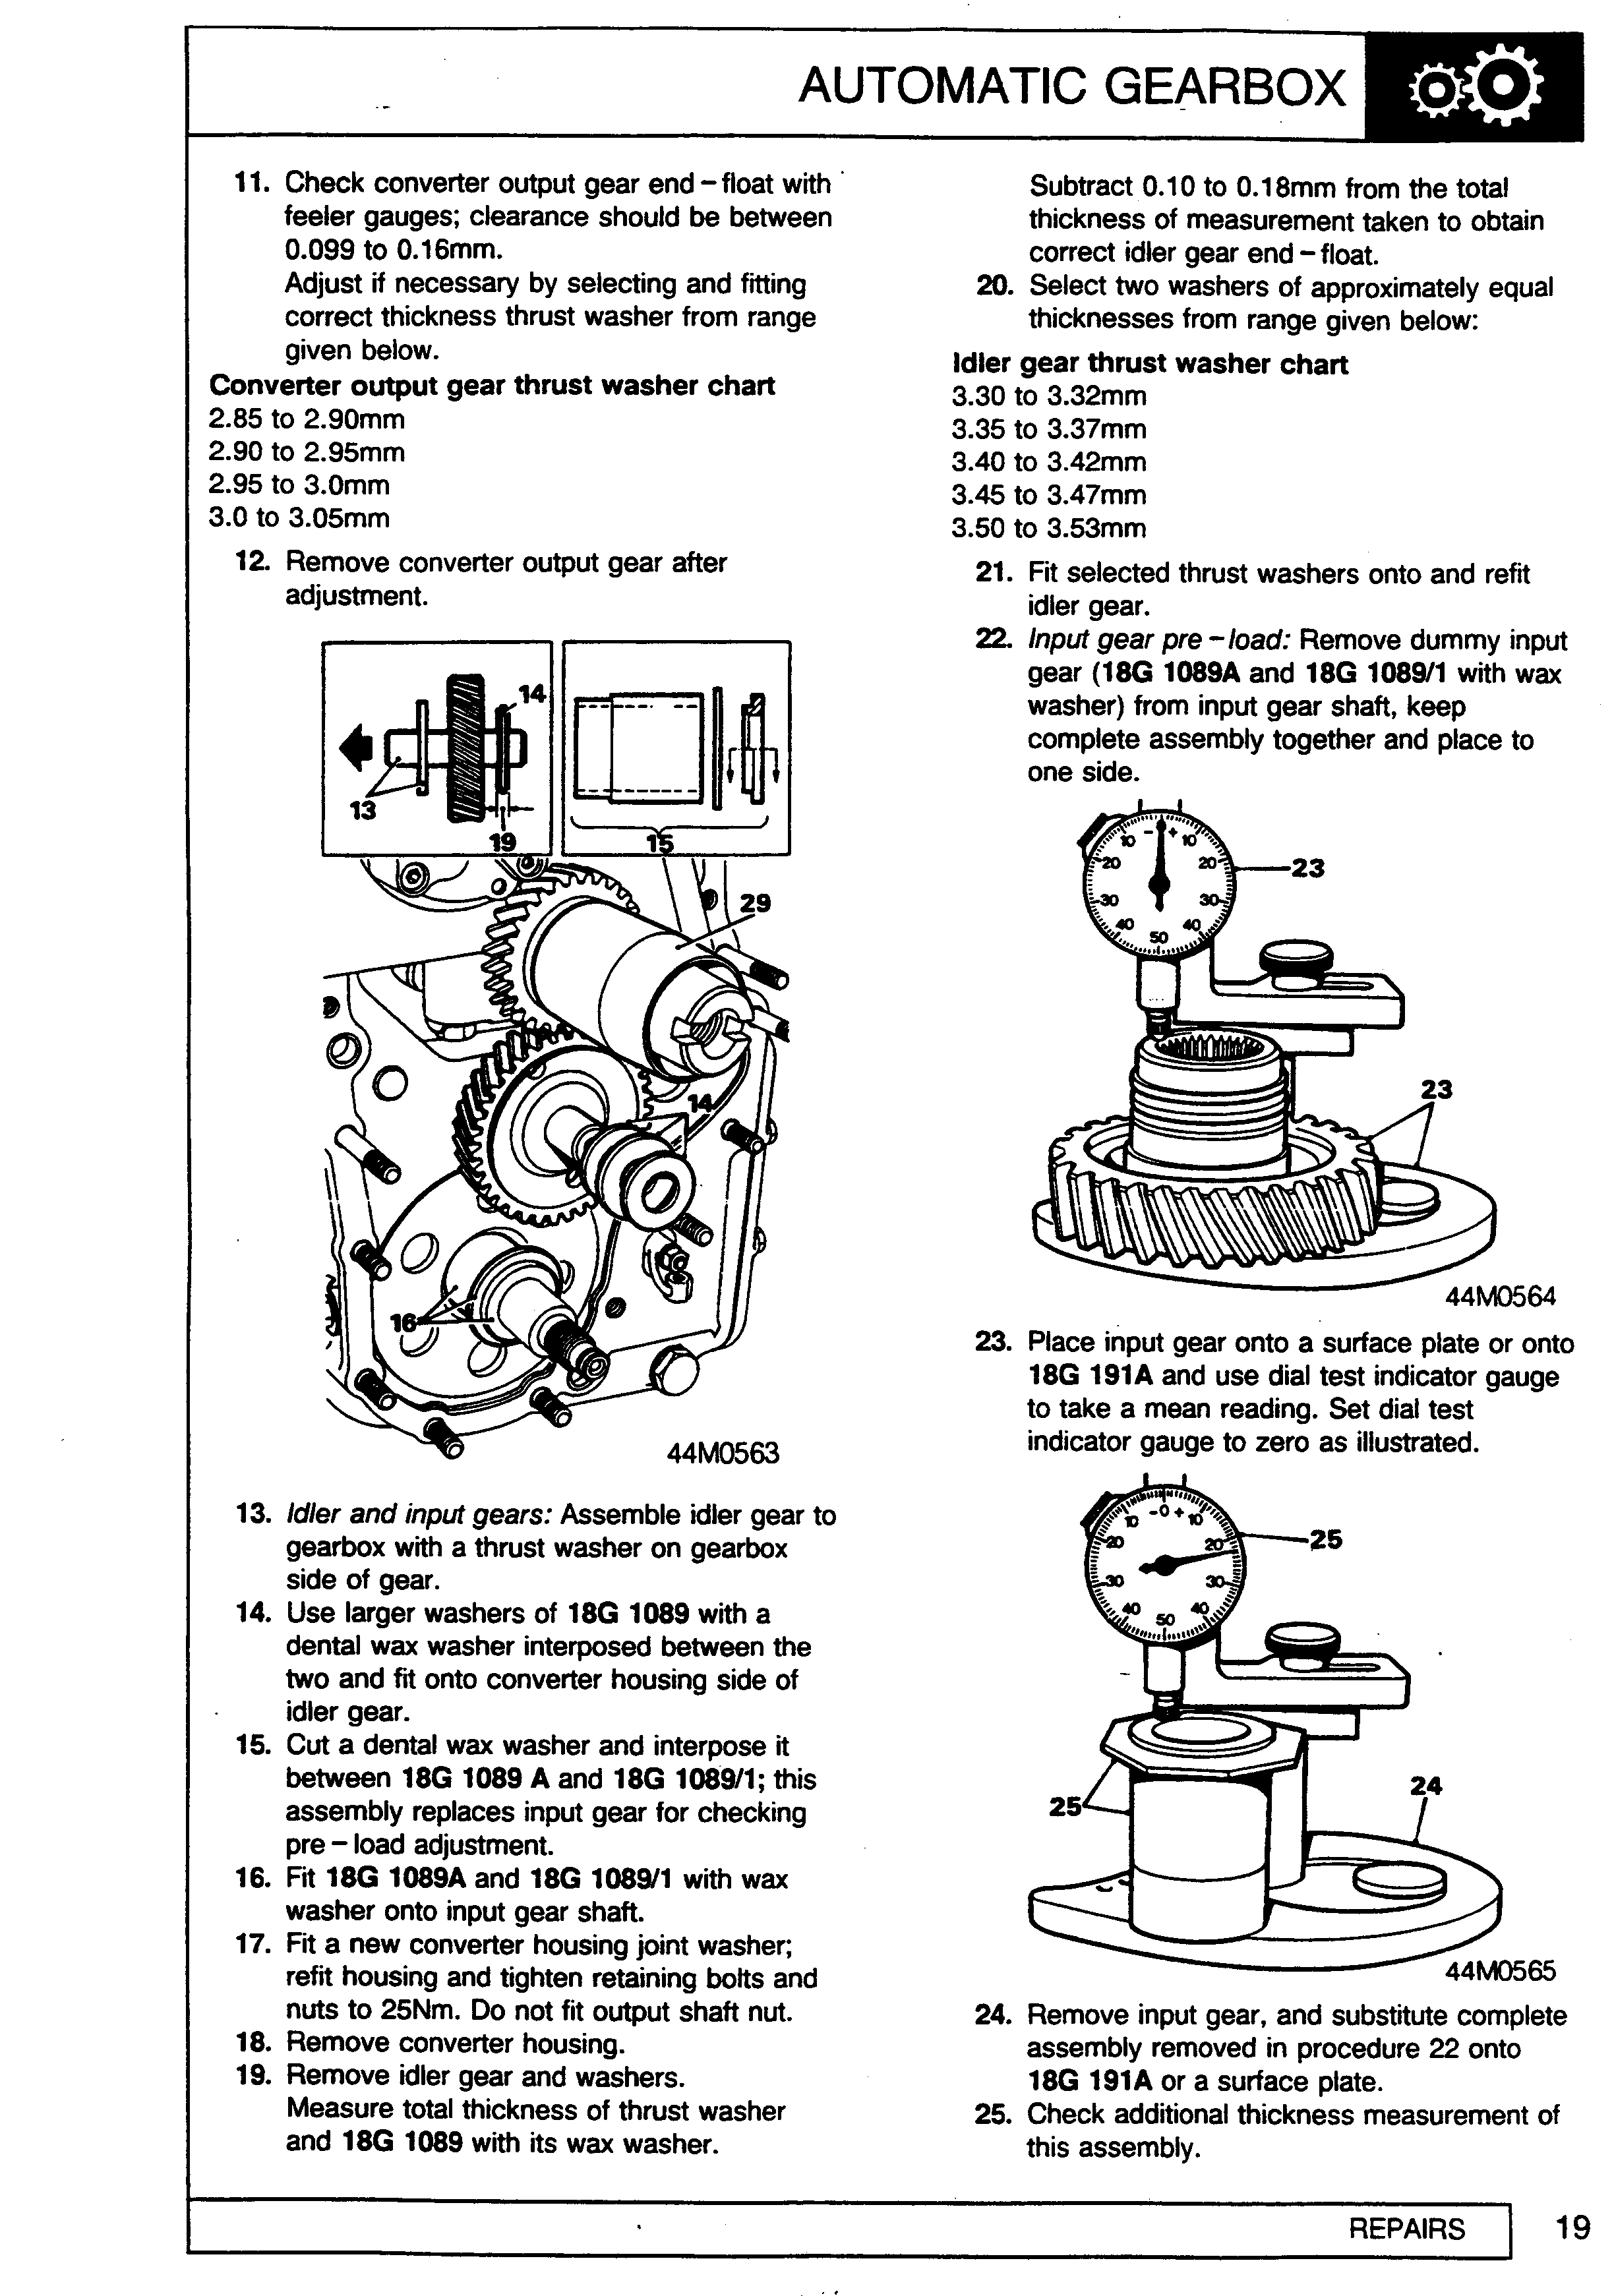 AUTOMATIC GEARBOX
11. Check converter output gear end – float with
feeler gauges; clearance should be between
0.099 to 0.16mm.
Adjust if necessary by selecting and fitting
correct thickness thrust washer from range
given below.
Converter output gear thrust washer chart
2.85 to 2.90mm
2.90 to 2.95mm
2.95 to 3.0mm
3.0 to 3.05mm
12. Remove converter output gear after
adjustment.
14
13
19
15
29
14
16
44M0563
13. Idler and input gears: Assemble idler gear to
gearbox with a thrust washer on gearbox
side of gear.
14. Use larger washers of 18G 1089 with a
dental wax washer interposed between the
two and fit onto converter housing side of
idler gear.
15. Cut a dental wax washer and interpose it
between 18G 1089 A and 18G 1089/1; this
assembly replaces input gear for checking
pre – load adjustment.
16. Fit 18G 1089A and 18G 1089/1 with wax
washer onto input gear shaft.
17. Fit a new converter housing joint washer;
refit housing and tighten retaining bolts and
nuts to 25Nm. Do not fit output shaft nut.
18. Remove converter housing.
19. Remove idler gear and washers.
Measure total thickness of thrust washer
and 18G 1089 with its wax washer.
Subtract 0.10 to 0.18mm from the total
thickness of measurement taken to obtain
correct idler gear end – float.
20. Select two washers of approximately equal
thicknesses from range given below:
Idler gear thrust washer chart
3.30 to 3.32mm
3.35 to 3.37mm
3.40 to 3.42mm
3.45 to 3.47mm
3.50 to 3.53mm
21. Fit selected thrust washers onto and refit
idler gear.
22. Input gear pre – load: Remove dummy input
gear (18G 1089A and 18G 1089/1 with wax
washer) from input gear shaft, keep
complete assembly together and place to
one side.
10 - + 10
20 20
30 30
40 50 40
23
23
44M0564
23. Place input gear onto a surface plate or onto
18G 191A and use dial test indicator gauge
to take a mean reading. Set dial test
indicator gauge to zero as illustrated.
10 - 0 + 10
20 20
30 30
40 50 40
25
25
24
44M0565
24. Remove input gear, and substitute complete
assembly removed in procedure 22 onto
18G 191A or a surface plate.
25. Check additional thickness measurement of
this assembly.
REPAIRS
19